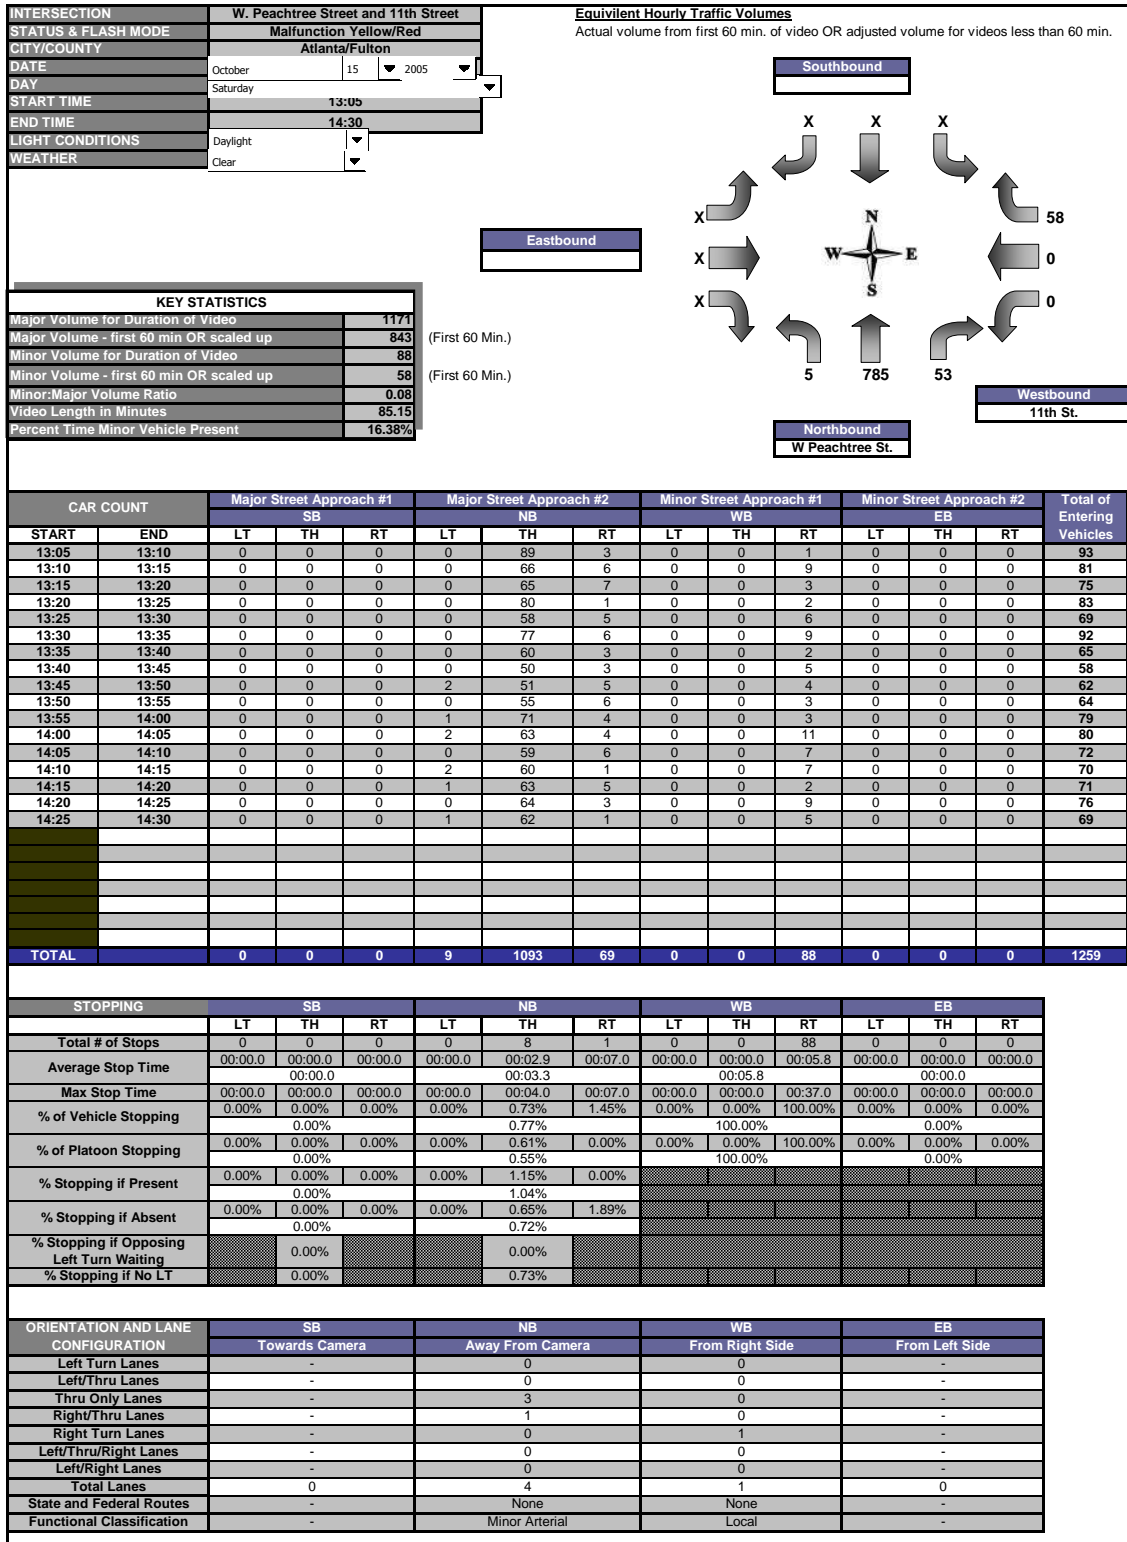 INTERSECTION W. Peachtree Street and 11th Street
STATUS & FLASH MODE Malfunction Yellow/Red
CITY/COUNTY Atlanta/Fulton
DATE October 15 2005
DAY Saturday
START TIME 13:05
END TIME 14:30
LIGHT CONDITIONS Daylight
WEATHER Clear
Equivilent Hourly Traffic Volumes
Actual volume from first 60 min. of video OR adjusted volume for videos less than 60 min.
Southbound
X X X
X 58
Eastbound
X 0
X 0
N
W E
S
5 785 53
Westbound
11th St.
Northbound
W Peachtree St.
KEY STATISTICS
Major Volume for Duration of Video 1171
Major Volume - first 60 min OR scaled up 843 (First 60 Min.)
Minor Volume for Duration of Video 88
Minor Volume - first 60 min OR scaled up 58 (First 60 Min.)
Minor:Major Volume Ratio 0.08
Video Length in Minutes 85.15
Percent Time Minor Vehicle Present 16.38%
CAR COUNT Major Street Approach #1 Major Street Approach #2 Minor Street Approach #1 Minor Street Approach #2 Total of Entering Vehicles
SB NB WB EB
START END LT TH RT LT TH RT LT TH RT LT TH RT
13:05 13:10 0 0 0 0 89 3 0 0 1 0 0 0 93
13:10 13:15 0 0 0 0 66 6 0 0 9 0 0 0 81
13:15 13:20 0 0 0 0 65 7 0 0 3 0 0 0 75
13:20 13:25 0 0 0 0 80 1 0 0 2 0 0 0 83
13:25 13:30 0 0 0 0 58 5 0 0 6 0 0 0 69
13:30 13:35 0 0 0 0 77 6 0 0 9 0 0 0 92
13:35 13:40 0 0 0 0 60 3 0 0 2 0 0 0 65
13:40 13:45 0 0 0 0 50 3 0 0 5 0 0 0 58
13:45 13:50 0 0 0 2 51 5 0 0 4 0 0 0 62
13:50 13:55 0 0 0 0 55 6 0 0 3 0 0 0 64
13:55 14:00 0 0 0 1 71 4 0 0 3 0 0 0 79
14:00 14:05 0 0 0 2 63 4 0 0 11 0 0 0 80
14:05 14:10 0 0 0 0 59 6 0 0 7 0 0 0 72
14:10 14:15 0 0 0 2 60 1 0 0 7 0 0 0 70
14:15 14:20 0 0 0 1 63 5 0 0 2 0 0 0 71
14:20 14:25 0 0 0 0 64 3 0 0 9 0 0 0 76
14:25 14:30 0 0 0 1 62 1 0 0 5 0 0 0 69
TOTAL 0 0 0 9 1093 69 0 0 88 0 0 0 1259
STOPPING SB NB WB EB
LT TH RT LT TH RT LT TH RT LT TH RT
Total # of Stops 0 0 0 0 8 1 0 0 88 0 0 0
Average Stop Time 00:00.0 00:00.0 00:00.0 00:00.0 00:02.9 00:07.0 00:00.0 00:00.0 00:05.8 00:00.0 00:00.0 00:00.0
00:00.0 00:03.3 00:05.8 00:00.0
Max Stop Time 00:00.0 00:00.0 00:00.0 00:00.0 00:04.0 00:07.0 00:00.0 00:00.0 00:37.0 00:00.0 00:00.0 00:00.0
% of Vehicle Stopping 0.00% 0.00% 0.00% 0.00% 0.73% 1.45% 0.00% 0.00% 100.00% 0.00% 0.00% 0.00%
0.00% 0.77% 100.00% 0.00%
% of Platoon Stopping 0.00% 0.00% 0.00% 0.00% 0.61% 0.00% 0.00% 0.00% 100.00% 0.00% 0.00% 0.00%
0.00% 0.55% 100.00% 0.00%
% Stopping if Present 0.00% 0.00% 0.00% 0.00% 1.15% 0.00%
0.00% 1.04%
% Stopping if Absent 0.00% 0.00% 0.00% 0.00% 0.65% 1.89%
0.00% 0.72%
% Stopping if Opposing
Left Turn Waiting 0.00% 0.00%
% Stopping if No LT 0.00% 0.73%
ORIENTATION AND LANE SB NB WB EB
CONFIGURATION Towards Camera Away From Camera From Right Side From Left Side
Left Turn Lanes - 0 0 -
Left/Thru Lanes - 0 0 -
Thru Only Lanes - 3 0 -
Right/Thru Lanes - 1 0 -
Right Turn Lanes - 0 1 -
Left/Thru/Right Lanes - 0 0 -
Left/Right Lanes - 0 0 -
Total Lanes 0 4 1 0
State and Federal Routes - None None -
Functional Classification - Minor Arterial Local -